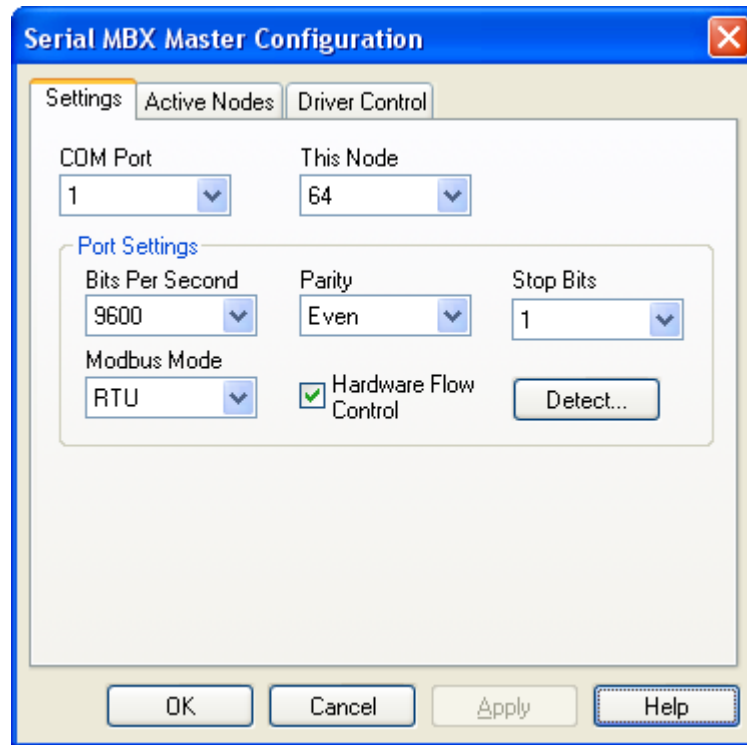 Serial MBX Master Configuration
Settings Active Nodes Driver Control
COM Port This Node
1 64
Port Settings
Bits Per Second Parity Stop Bits
9600 Even 1
Modbus Mode
RTU Hardware Flow Detect...
Control
OK Cancel Apply Help